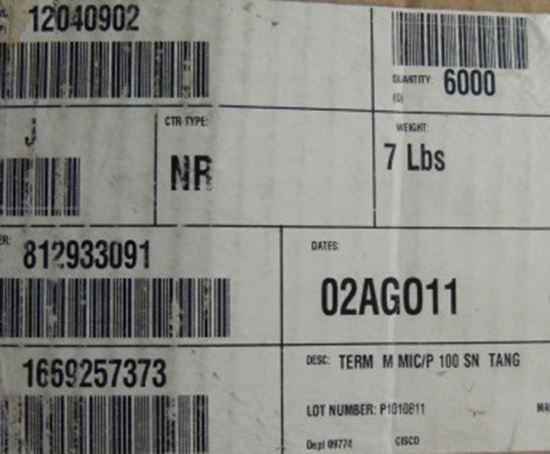 12040902
QUANTITY: 6000
(Q)
J
CTR TYPE:
NR
WEIGHT:
7 Lbs
812933091
DATES:
02AGO11
1669257373
DESC: TERM M MIC/P 100 SN TANG
LOT NUMBER: P1010811
Dept 09774 CISCO